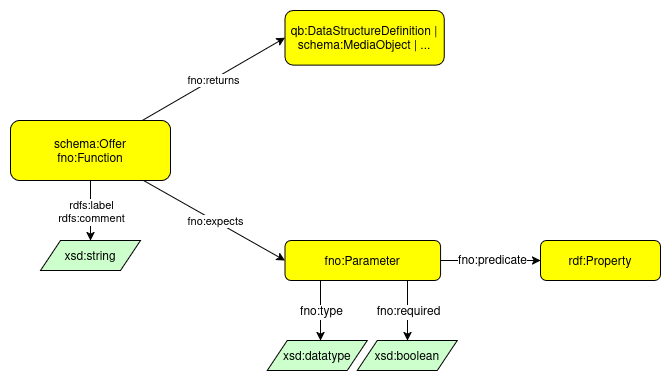 qb:DataStructureDefinition |
schema:MediaObject | ...
fno:returns
schema:Offer
fno:Function
rdfs:label
rdfs:comment
fno:expects
xsd:string
fno:Parameter
fno:predicate
rdf:Property
fno:type
fno:required
xsd:datatype
xsd:boolean